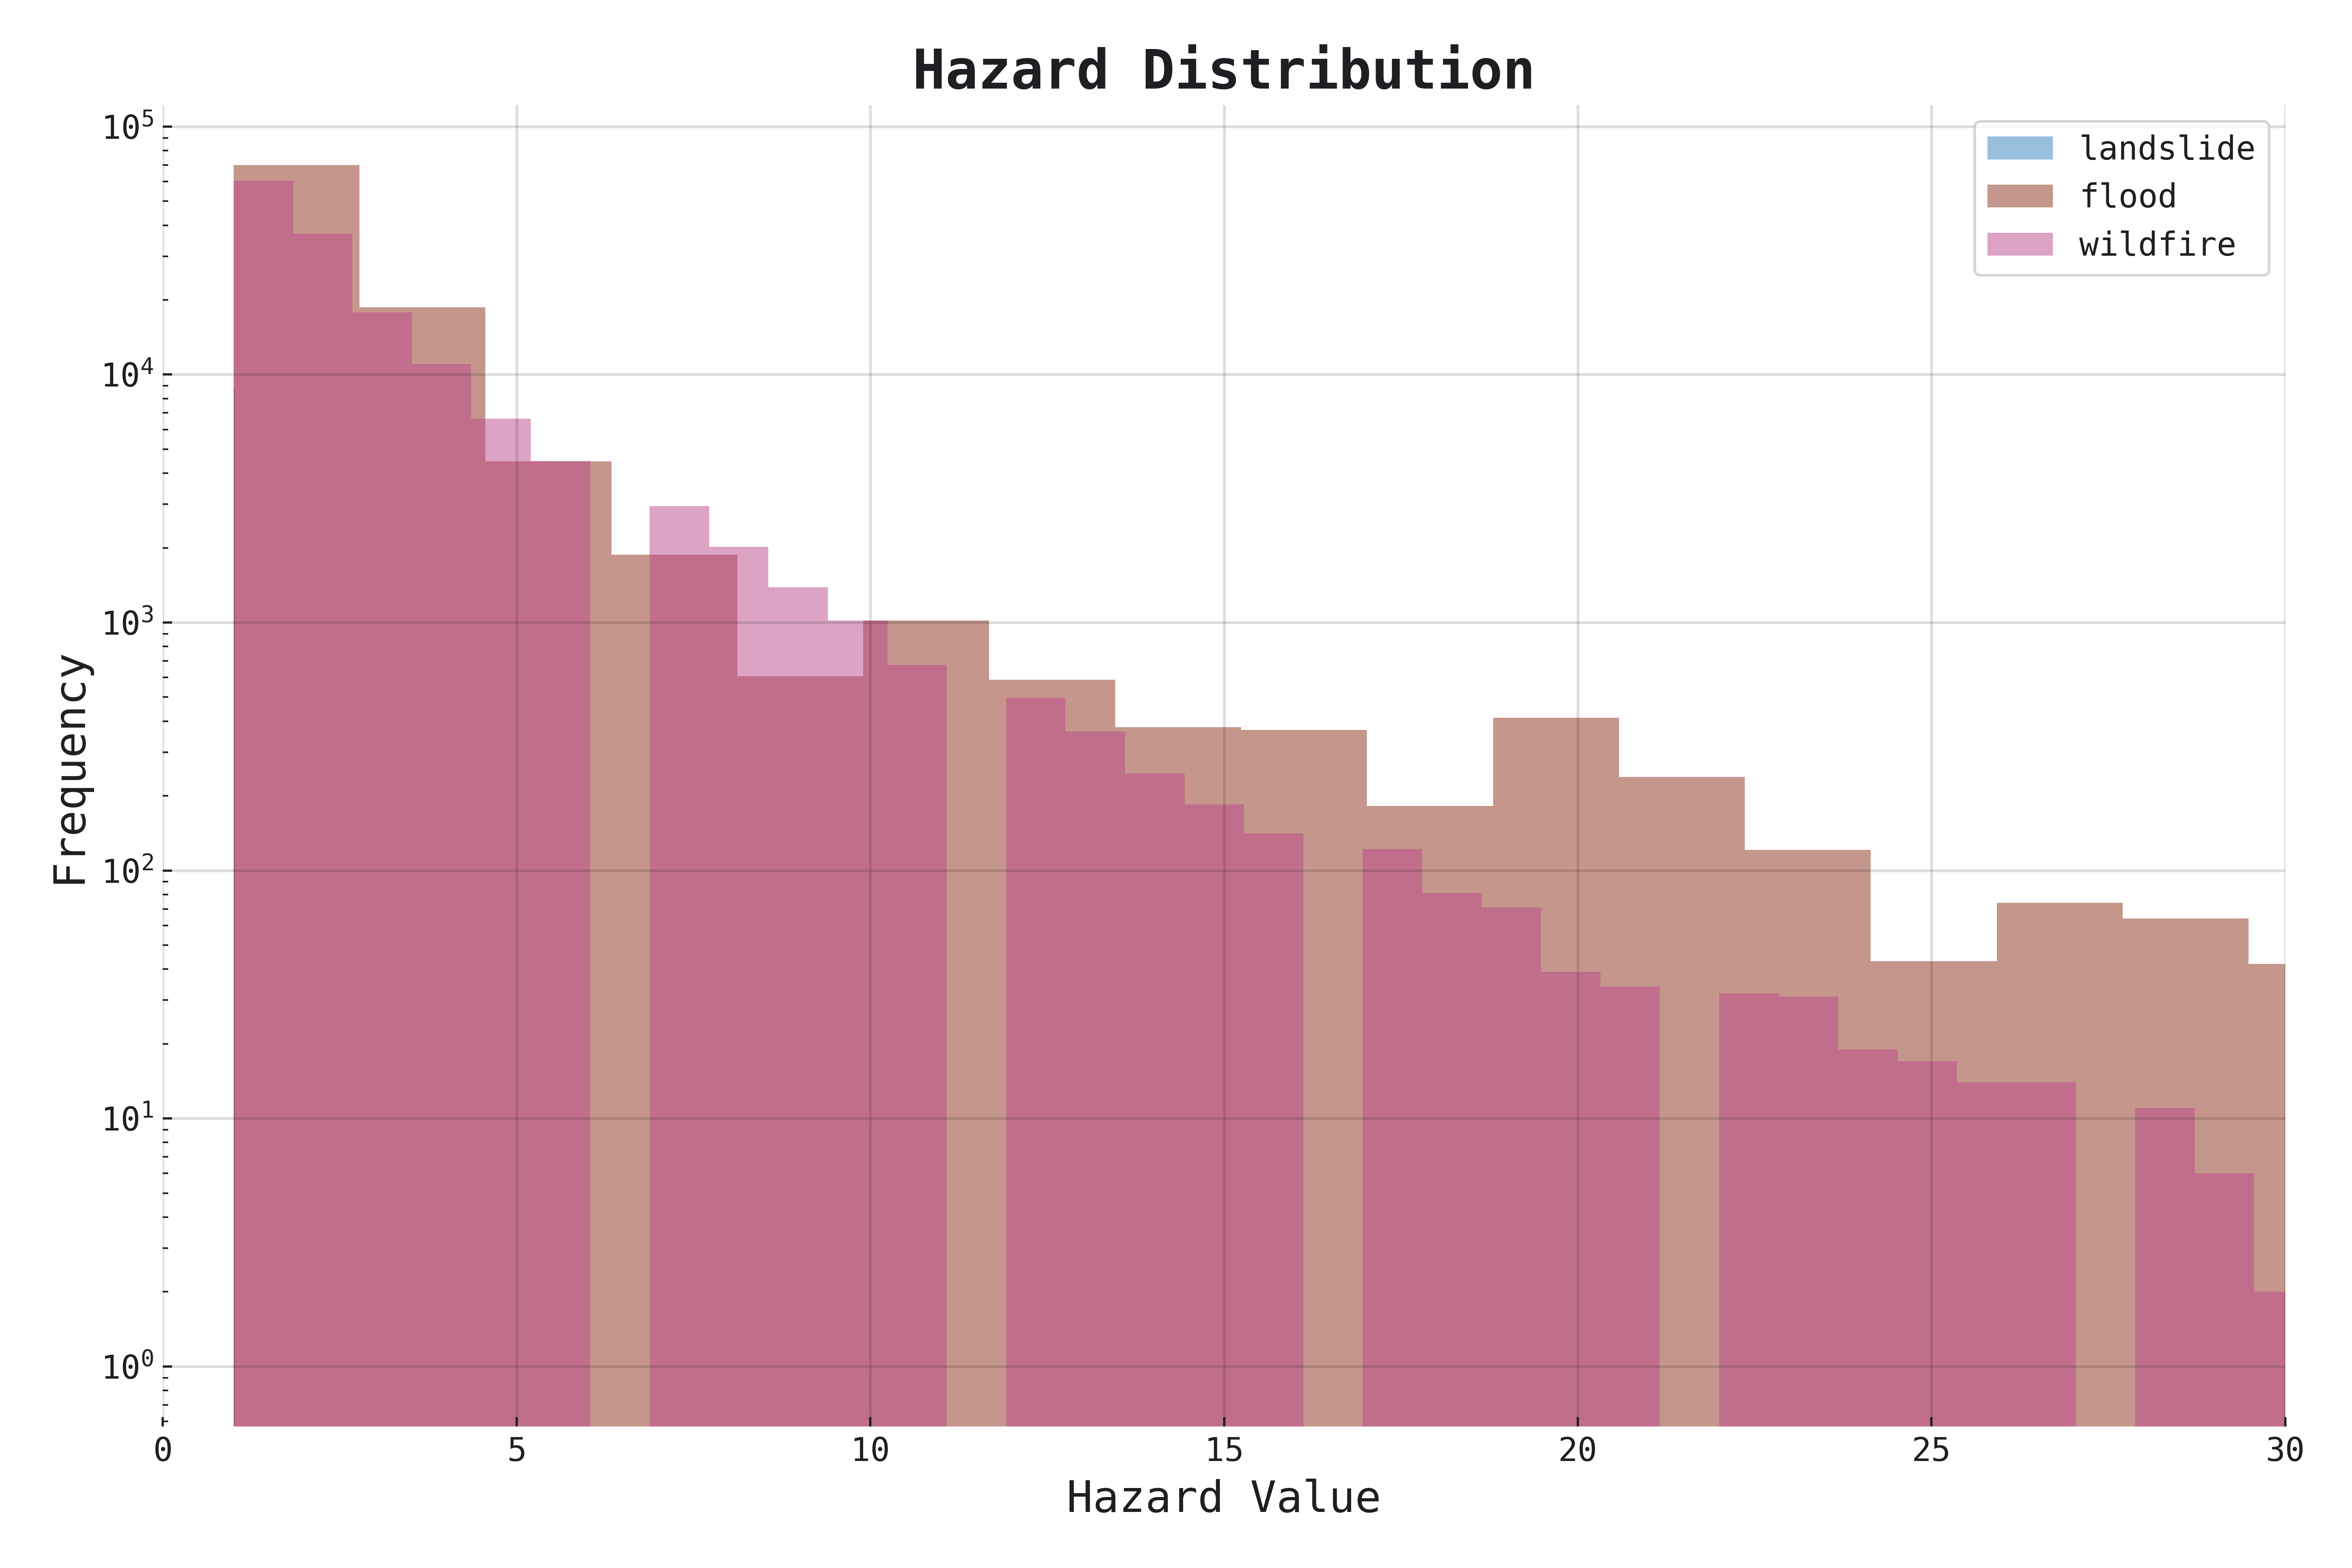 Hazard Distribution
landslide
flood
wildfire
10^5
10^4
10^3
10^2
10^1
10^0
Frequency
0 5 10 15 20 25 30
Hazard Value